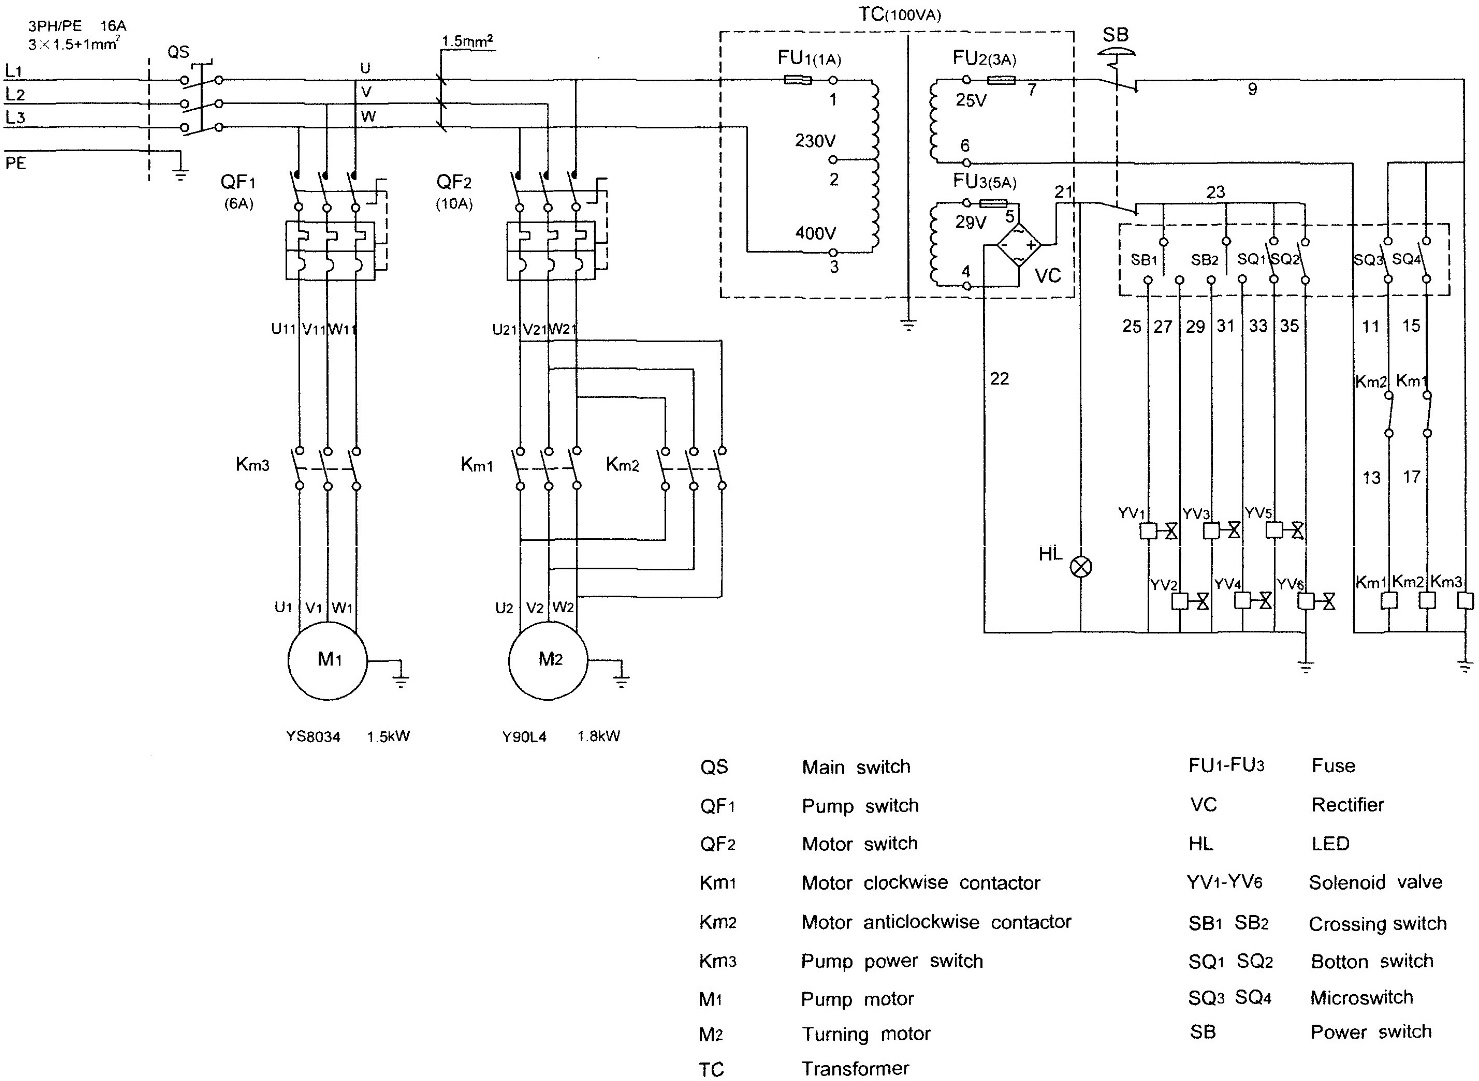 3PH/PE 16A
3×1.5+1mm²
QS
L1
L2
L3
PE
U
V
W
1.5mm²
QF1
(6A)
QF2
(10A)
U11 V11 W11
U21 V21 W21
Km3
Km1
Km2
U1 V1 W1
U2 V2 W2
M1
M2
YS8034 1.5kW
Y90L4 1.8kW
TC(100VA)
FU1(1A)
1
230V
2
400V
3
FU2(3A)
25V
7
6
FU3(5A)
29V
5
4
VC
21
22
SB
9
23
SB1
SB2
SQ1
SQ2
SQ3
SQ4
25 27 29 31 33 35
11 15
Km2 Km1
13 17
HL
YV1 YV3 YV5
YV2 YV4 YV6
Km1 Km2 Km3
QS Main switch
QF1 Pump switch
QF2 Motor switch
Km1 Motor clockwise contactor
Km2 Motor anticlockwise contactor
Km3 Pump power switch
M1 Pump motor
M2 Turning motor
TC Transformer
FU1-FU3 Fuse
VC Rectifier
HL LED
YV1-YV6 Solenoid valve
SB1 SB2 Crossing switch
SQ1 SQ2 Botton switch
SQ3 SQ4 Microswitch
SB Power switch